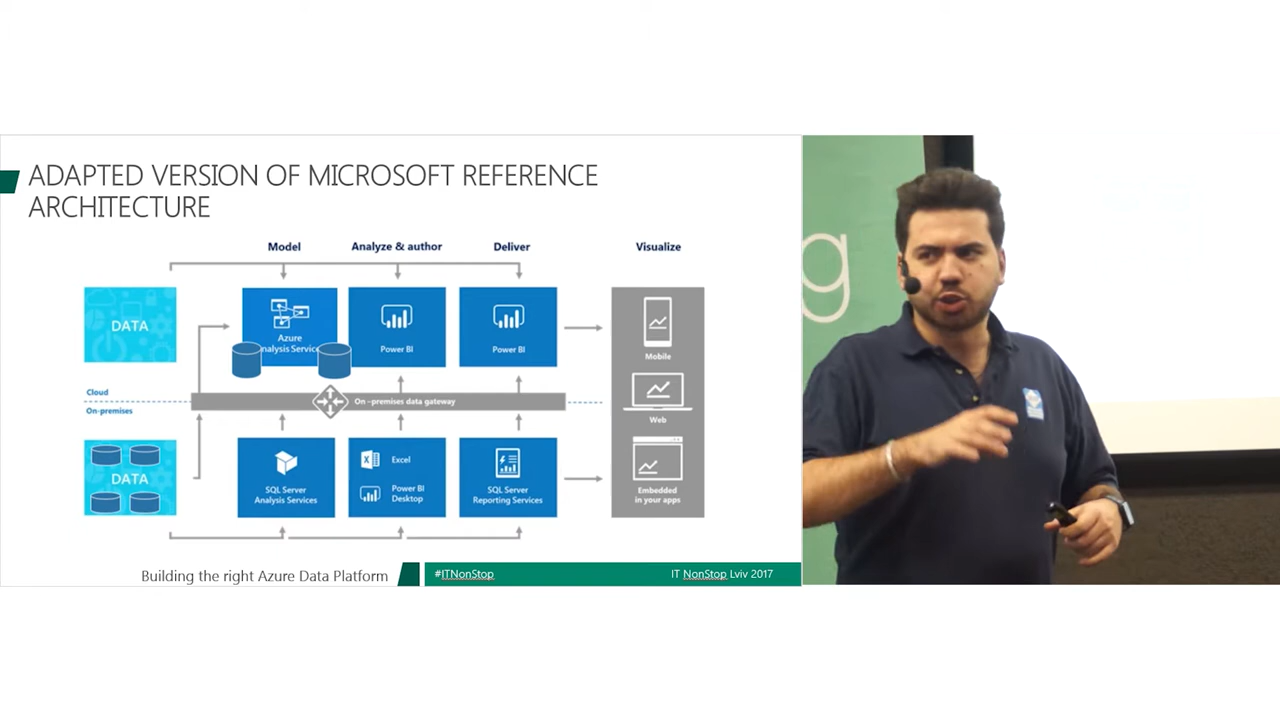 ADAPTED VERSION OF MICROSOFT REFERENCE
ARCHITECTURE
Model
Analyze & author
Deliver
Visualize
DATA
Azure
Power BI
Power BI
Mobile
Cloud
On-premises
On –premises data gateway
Web
DATA
SQL Server
Analysis Services
Excel
Power BI
Desktop
SQL Server
Reporting Services
Embedded
in your apps
Building the right Azure Data Platform
#ITNonStop
IT NonStop Lviv 2017
g